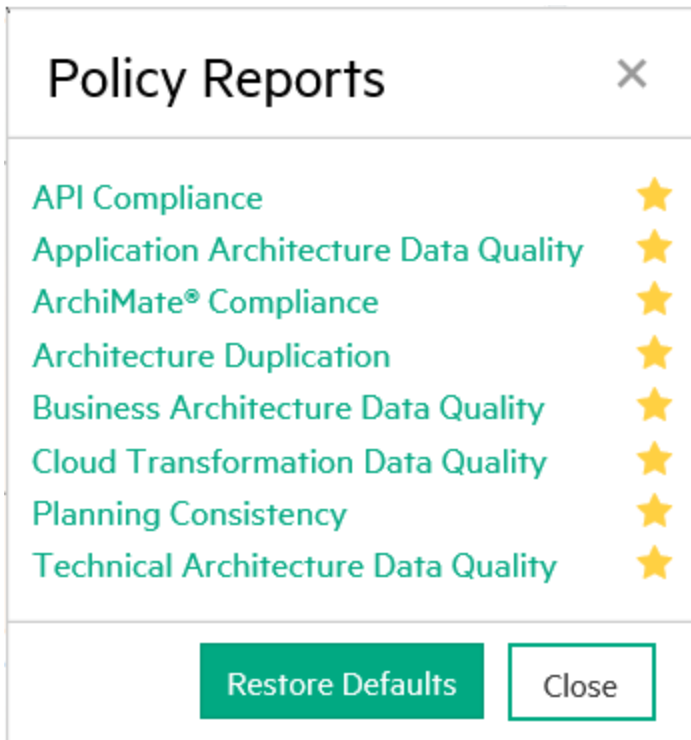 Policy Reports
API Compliance
Application Architecture Data Quality
ArchiMate® Compliance
Architecture Duplication
Business Architecture Data Quality
Cloud Transformation Data Quality
Planning Consistency
Technical Architecture Data Quality
Restore Defaults Close